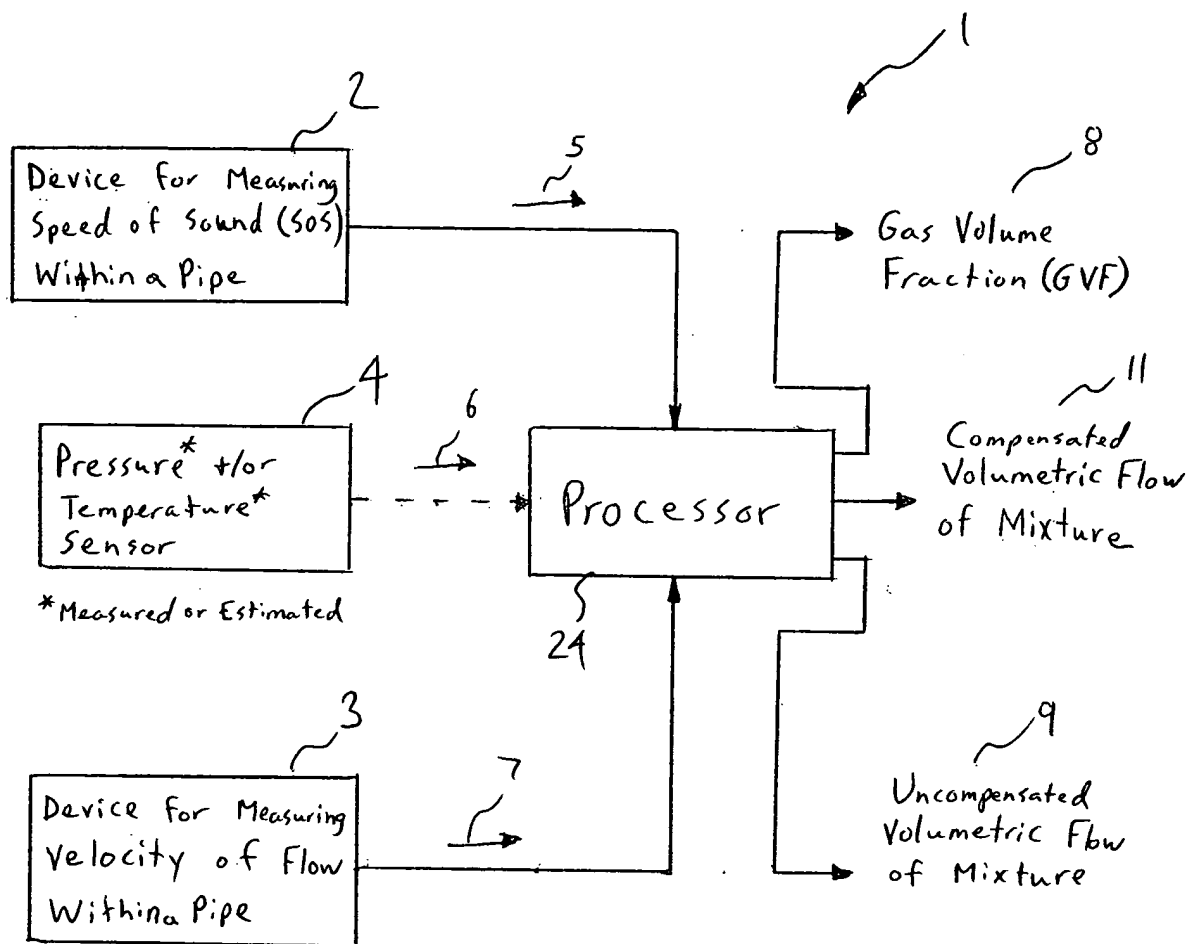 1
2
Device for Measuring
Speed of Sound (SOS)
Within a Pipe
5
8
Gas Volume
Fraction (GVF)
4
Pressure* +/or
Temperature*
Sensor
*Measured or Estimated
6
Processor
24
11
Compensated
Volumetric Flow
of Mixture
3
Device for Measuring
Velocity of Flow
Within a Pipe
7
9
Uncompensated
Volumetric Flow
of Mixture